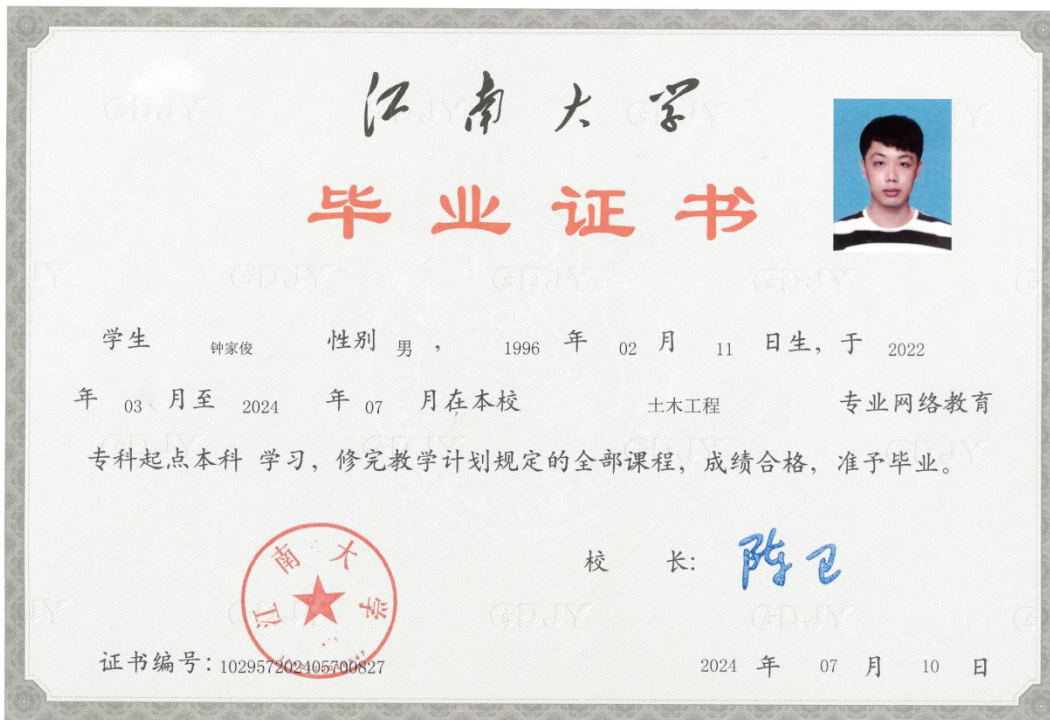 江南大学
毕业证书
学生 钟家俊 性别 男 , 1996 年 02 月 11 日生, 于 2022
年 03 月至 2024 年 07 月在本校 土木工程 专业网络教育
专科起点本科 学习, 修完教学计划规定的全部课程, 成绩合格, 准予毕业。
校 长: 陈卫
江南大学
证书编号: 102957202405700827
2024 年 07 月 10 日
GDJY